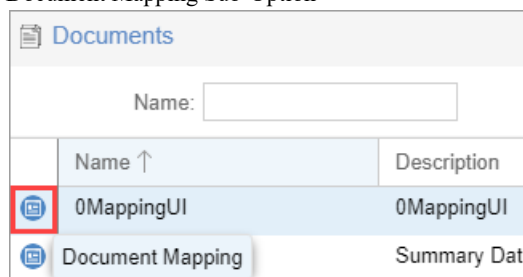 Document Mapping Sub-Option
Documents
Name:
Name ↑ Description
0MappingUI 0MappingUI
Document Mapping Summary Dat